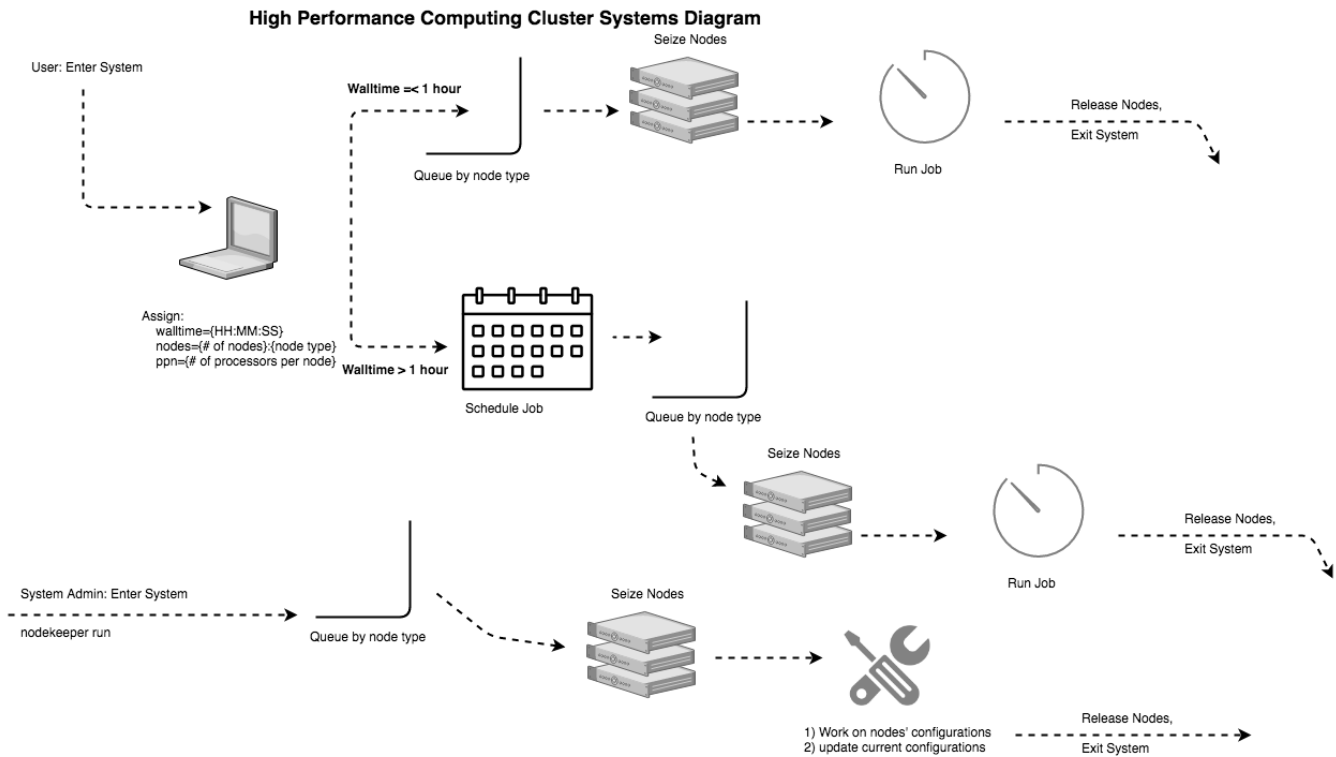 High Performance Computing Cluster Systems Diagram
User: Enter System
Walltime =< 1 hour
Queue by node type
Seize Nodes
Run Job
Release Nodes,
Exit System
Assign:
walltime={HH:MM:SS}
nodes={# of nodes}:{node type}
ppn={# of processors per node}
Walltime > 1 hour
Schedule Job
Queue by node type
Seize Nodes
Run Job
Release Nodes,
Exit System
System Admin: Enter System
nodekeeper run
Queue by node type
Seize Nodes
1) Work on nodes' configurations
2) update current configurations
Release Nodes,
Exit System